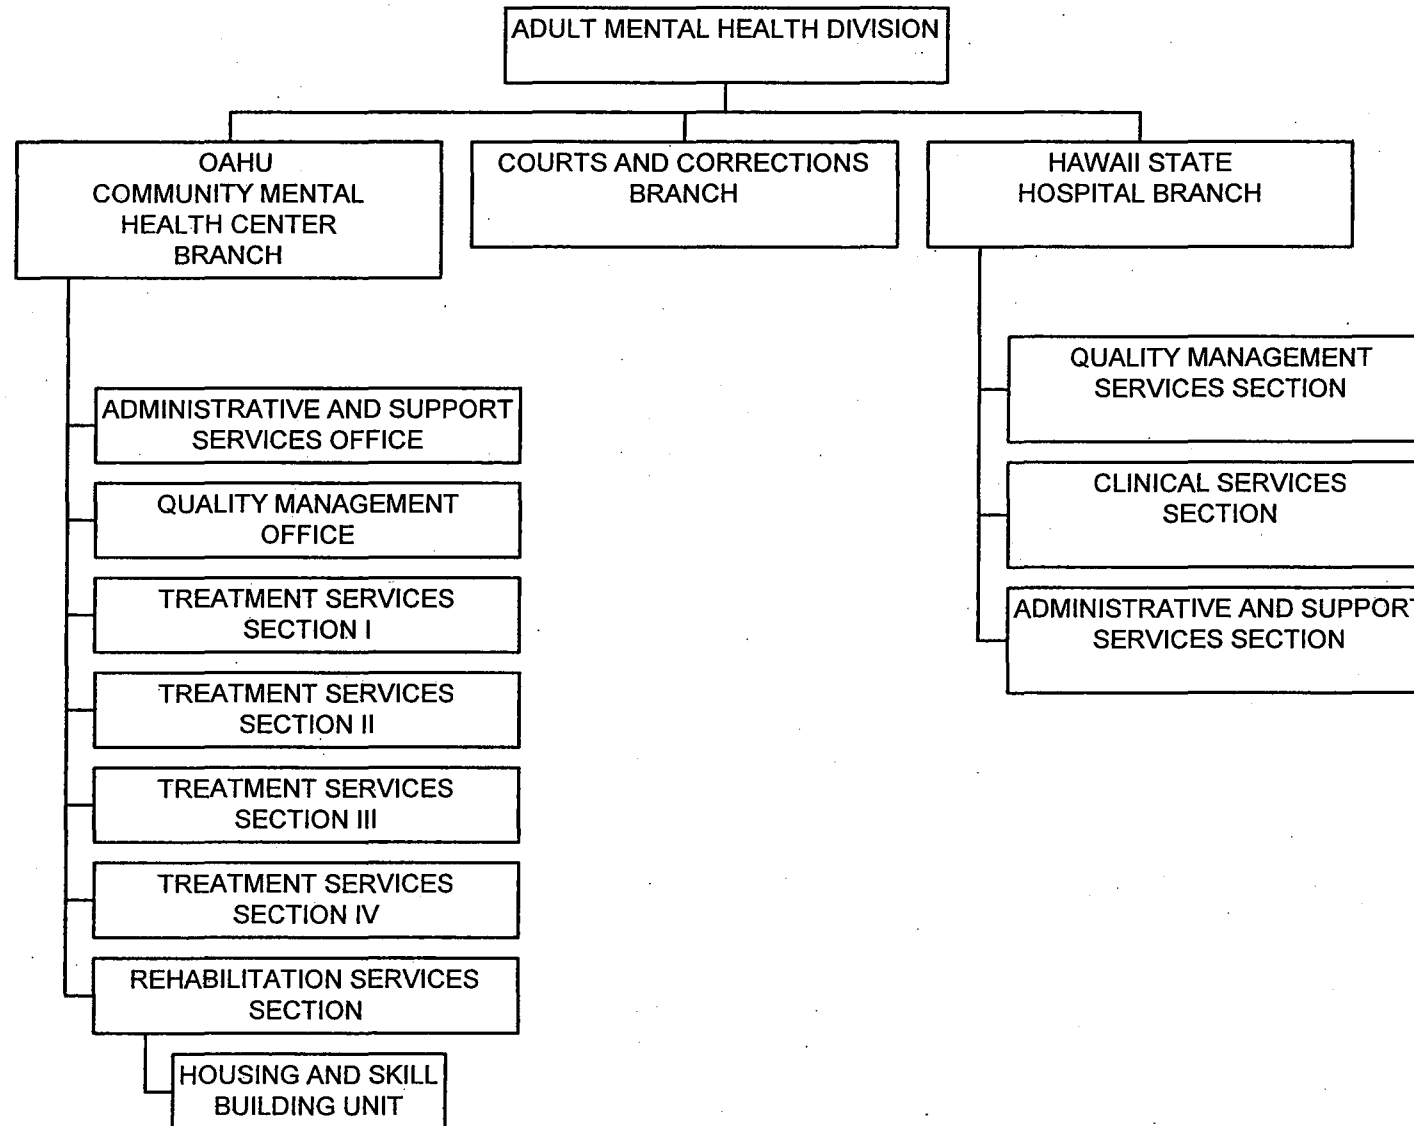 ADULT MENTAL HEALTH DIVISION
OAHU
COMMUNITY MENTAL
HEALTH CENTER
BRANCH
COURTS AND CORRECTIONS
BRANCH
HAWAII STATE
HOSPITAL BRANCH
ADMINISTRATIVE AND SUPPORT
SERVICES OFFICE
QUALITY MANAGEMENT
OFFICE
TREATMENT SERVICES
SECTION I
TREATMENT SERVICES
SECTION II
TREATMENT SERVICES
SECTION III
TREATMENT SERVICES
SECTION IV
REHABILITATION SERVICES
SECTION
HOUSING AND SKILL
BUILDING UNIT
QUALITY MANAGEMENT
SERVICES SECTION
CLINICAL SERVICES
SECTION
ADMINISTRATIVE AND SUPPORT
SERVICES SECTION